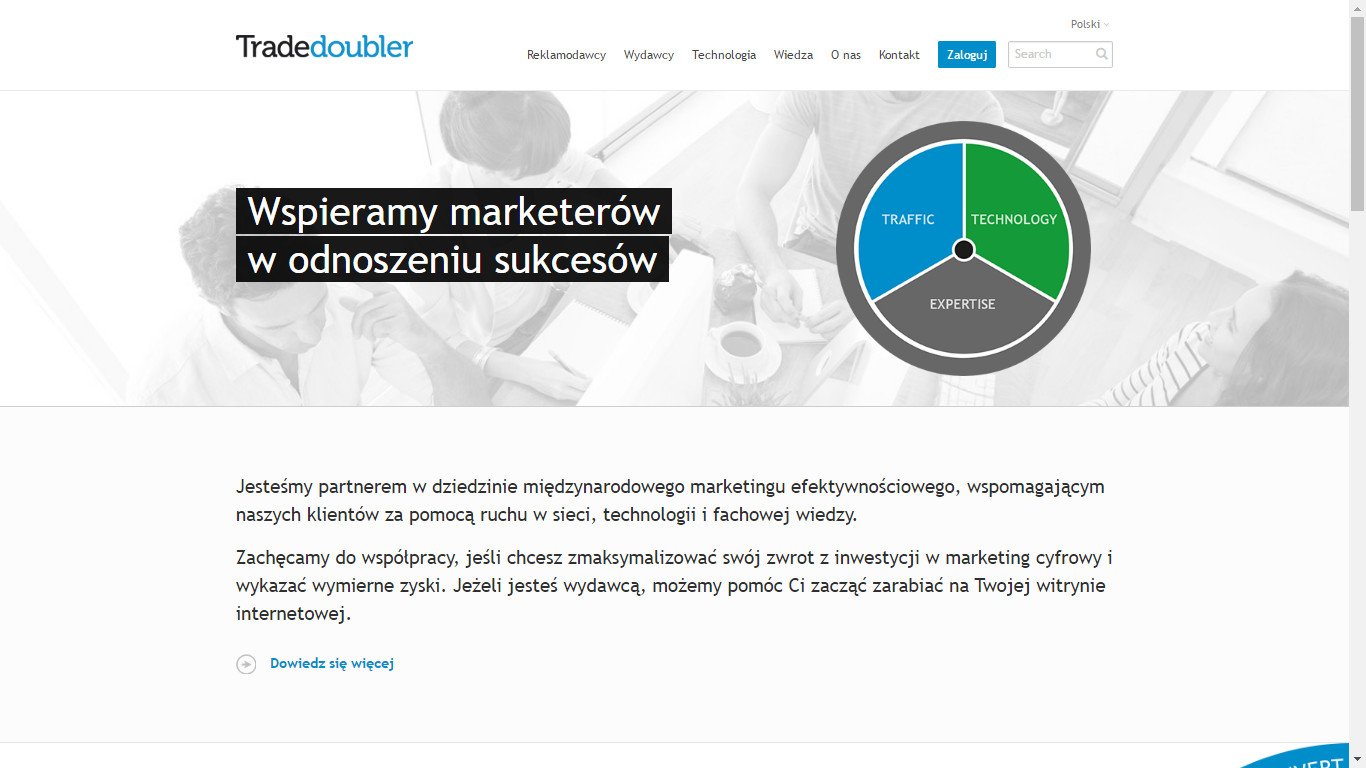 Polski
Tradedoubler
Reklamodawcy Wydawcy Technologia Wiedza O nas Kontakt Zaloguj Search
Wspieramy marketerów
w odnoszeniu sukcesów
TRAFFIC TECHNOLOGY
EXPERTISE
Jesteśmy partnerem w dziedzinie międzynarodowego marketingu efektywnościowego, wspomagającym
naszych klientów za pomocą ruchu w sieci, technologii i fachowej wiedzy.
Zachęcamy do współpracy, jeśli chcesz zmaksymalizować swój zwrot z inwestycji w marketing cyfrowy i
wykazać wymierne zyski. Jeżeli jesteś wydawcą, możemy pomóc Ci zacząć zarabiać na Twojej witrynie
internetowej.
Dowiedz się więcej